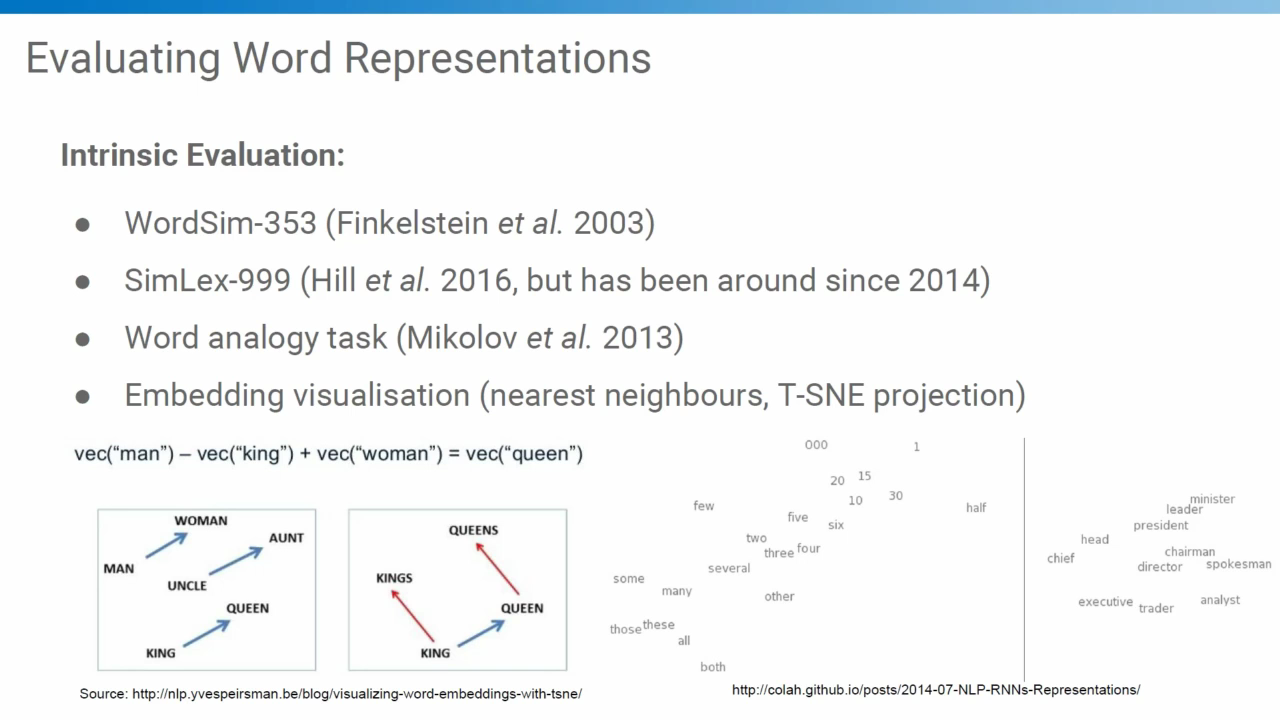 Evaluating Word Representations
Intrinsic Evaluation:
● WordSim-353 (Finkelstein et al. 2003)
● SimLex-999 (Hill et al. 2016, but has been around since 2014)
● Word analogy task (Mikolov et al. 2013)
● Embedding visualisation (nearest neighbours, T-SNE projection)
vec(“man”) – vec(“king”) + vec(“woman”) = vec(“queen”)
WOMAN
AUNT
MAN
UNCLE
QUEEN
KING
QUEENS
KINGS
QUEEN
KING
000
1
20
15
10
30
few
half
five
six
two
three
four
several
some
many
other
those
these
all
both
minister
leader
president
head
chairman
chief
director
spokesman
executive
trader
analyst
Source: http://nlp.yvespeirsman.be/blog/visualizing-word-embeddings-with-tsne/
http://colah.github.io/posts/2014-07-NLP-RNNs-Representations/